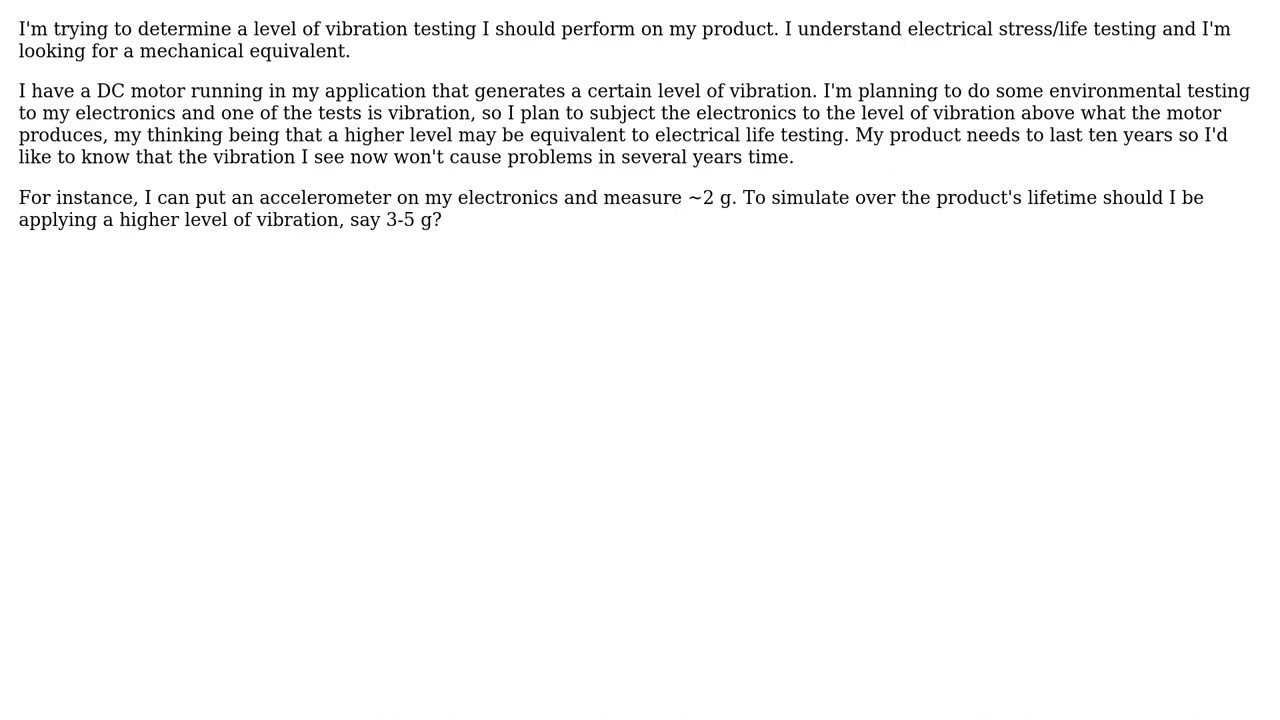 I'm trying to determine a level of vibration testing I should perform on my product. I understand electrical stress/life testing and I'm
looking for a mechanical equivalent.
I have a DC motor running in my application that generates a certain level of vibration. I'm planning to do some environmental testing
to my electronics and one of the tests is vibration, so I plan to subject the electronics to the level of vibration above what the motor
produces, my thinking being that a higher level may be equivalent to electrical life testing. My product needs to last ten years so I'd
like to know that the vibration I see now won't cause problems in several years time.
For instance, I can put an accelerometer on my electronics and measure ~2 g. To simulate over the product's lifetime should I be
applying a higher level of vibration, say 3-5 g?